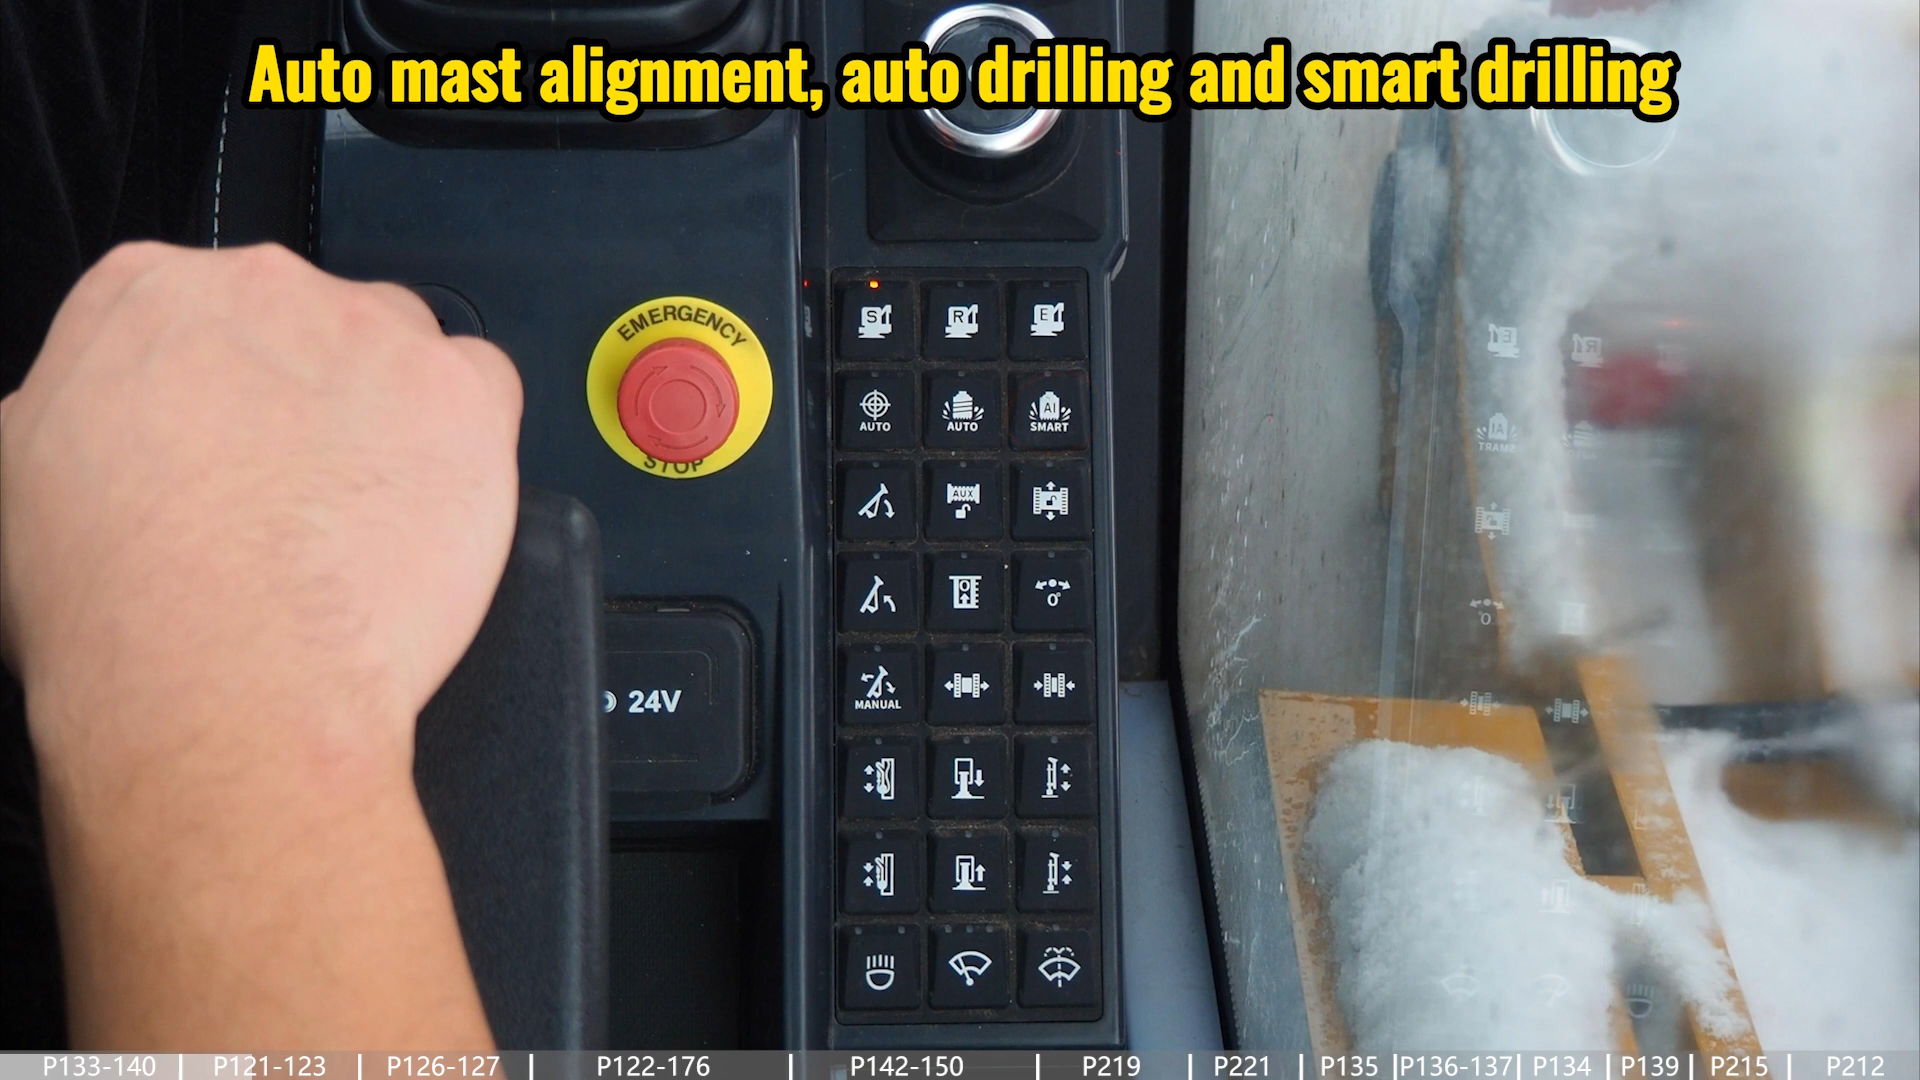 Auto mast alignment, auto drilling and smart drilling
EMERGENCY
STOP
S R E
AUTO AUTO AI SMART
AUX
0°
MANUAL
24V
P133-140 | P121-123 | P126-127 | P122-176 | P142-150 | P219 | P221 | P135 | P136-137 | P134 | P139 | P215 | P212